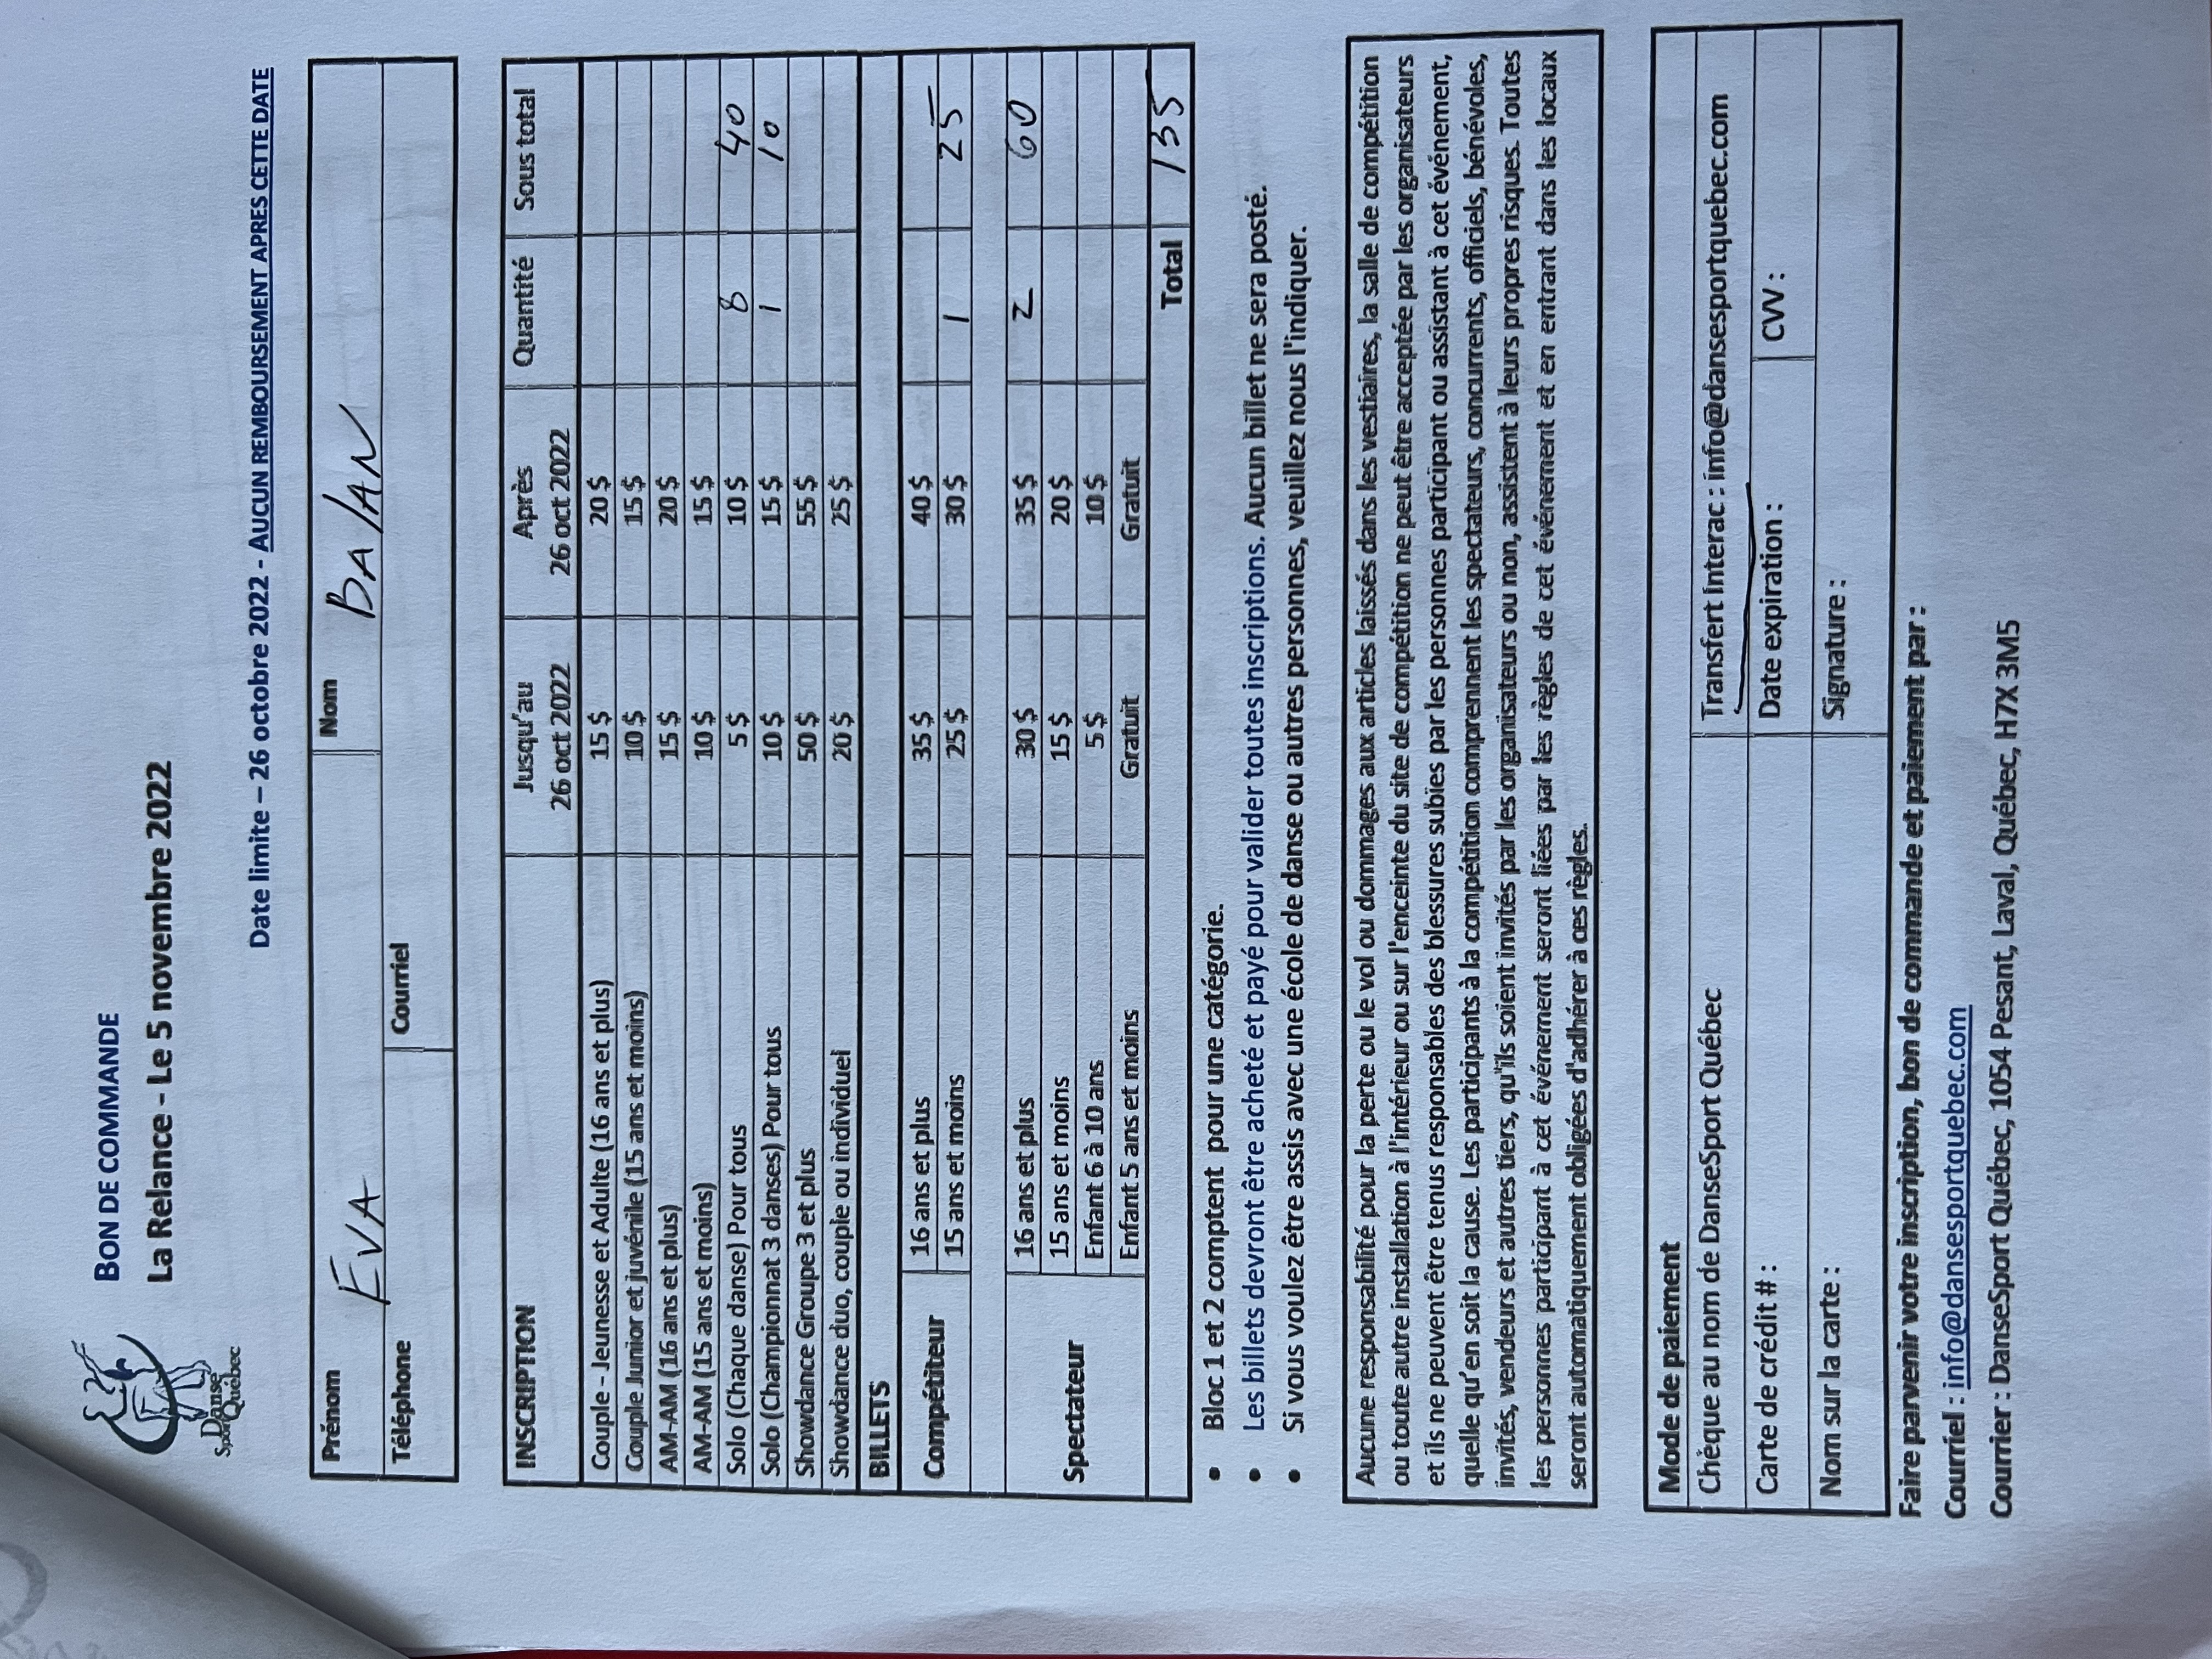 Danse
Sport Québec
BON DE COMMANDE
La Relance - Le 5 novembre 2022
Date limite – 26 octobre 2022 - AUCUN REMBOURSEMENT APRES CETTE DATE
Prénom EVA Nom BALAN
Téléphone Courriel
INSCRIPTION Jusqu'au 26 oct 2022 Après 26 oct 2022 Quantité Sous total
Couple - Jeunesse et Adulte (16 ans et plus) 15 $ 20 $
Couple Junior et juvénile (15 ans et moins) 10 $ 15 $
AM-AM (16 ans et plus) 15 $ 20 $
AM-AM (15 ans et moins) 10 $ 15 $
Solo (Chaque danse) Pour tous 5 $ 10 $ 8 40
Solo (Championnat 3 danses) Pour tous 10 $ 15 $ 1 10
Showdance Groupe 3 et plus 50 $ 55 $
Showdance duo, couple ou individuel 20 $ 25 $
BILLETS
Compétiteur 16 ans et plus 35 $ 40 $
15 ans et moins 25 $ 30 $ 1 25
Spectateur 16 ans et plus 30 $ 35 $ 2 60
15 ans et moins 15 $ 20 $
Enfant 6 à 10 ans 5 $ 10 $
Enfant 5 ans et moins Gratuit Gratuit
Total 135
• Bloc 1 et 2 comptent pour une catégorie.
• Les billets devront être acheté et payé pour valider toutes inscriptions. Aucun billet ne sera posté.
• Si vous voulez être assis avec une école de danse ou autres personnes, veuillez nous l'indiquer.
Aucune responsabilité pour la perte ou le vol ou dommages aux articles laissés dans les vestiaires, la salle de compétition
ou toute autre installation à l'intérieur ou sur l'enceinte du site de compétition ne peut être acceptée par les organisateurs
et ils ne peuvent être tenus responsables des blessures subies par les personnes participant ou assistant à cet événement,
quelle qu'en soit la cause. Les participants à la compétition comprennent les spectateurs, concurrents, officiels, bénévoles,
invités, vendeurs et autres tiers, qu'ils soient invités par les organisateurs ou non, assistent à leurs propres risques. Toutes
les personnes participant à cet événement seront liées par les règles de cet événement et en entrant dans les locaux
seront automatiquement obligées d'adhérer à ces règles.
Mode de paiement
Chèque au nom de DanseSport Québec Transfert Interac : info@dansesportquebec.com
Carte de crédit # : Date expiration : CVV :
Nom sur la carte : Signature :
Faire parvenir votre inscription, bon de commande et paiement par :
Courriel : info@dansesportquebec.com
Courrier : DanseSport Québec, 1054 Pesant, Laval, Québec, H7X 3M5